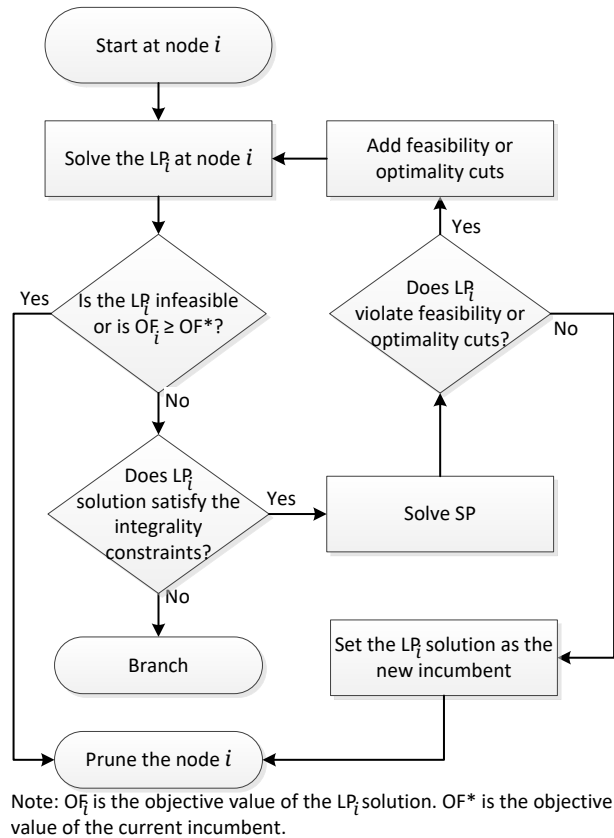 Start at node i
Solve the LPᵢ at node i
Add feasibility or
optimality cuts
Yes
Is the LPᵢ infeasible
or is OFᵢ ≥ OF*?
Yes
Does LPᵢ
violate feasibility or
optimality cuts?
No
No
Does LPᵢ
solution satisfy the
integrality
constraints?
Yes
Solve SP
No
Branch
Set the LPᵢ solution as the
new incumbent
Prune the node i
Note: OFᵢ is the objective value of the LPᵢ solution. OF* is the objective
value of the current incumbent.